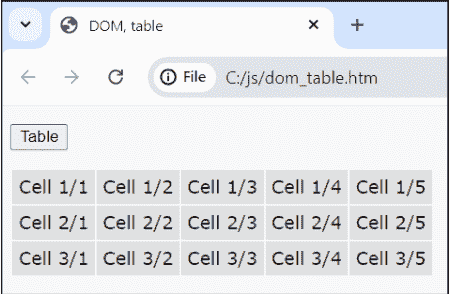 DOM, table
File C:/js/dom_table.htm
Table
Cell 1/1 Cell 1/2 Cell 1/3 Cell 1/4 Cell 1/5
Cell 2/1 Cell 2/2 Cell 2/3 Cell 2/4 Cell 2/5
Cell 3/1 Cell 3/2 Cell 3/3 Cell 3/4 Cell 3/5